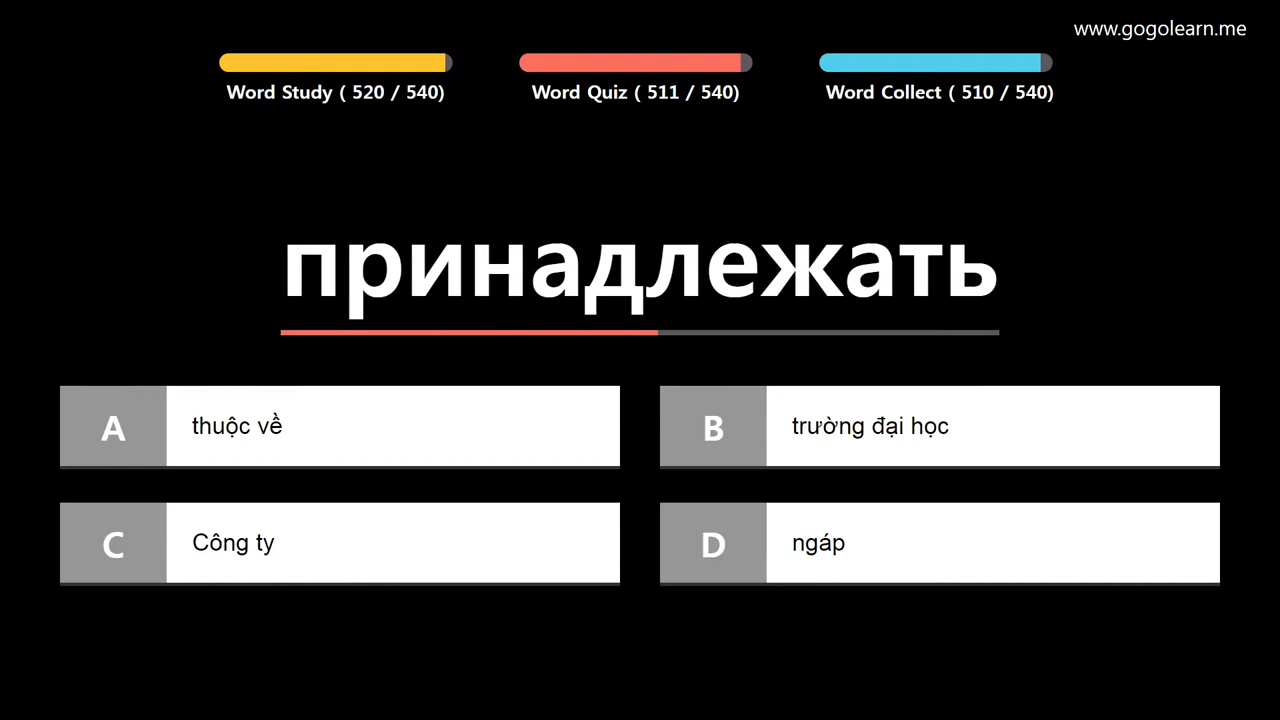 www.gogolearn.me
Word Study ( 520 / 540)
Word Quiz ( 511 / 540)
Word Collect ( 510 / 540)
принадлежать
A thuộc về
B trường đại học
C Công ty
D ngáp